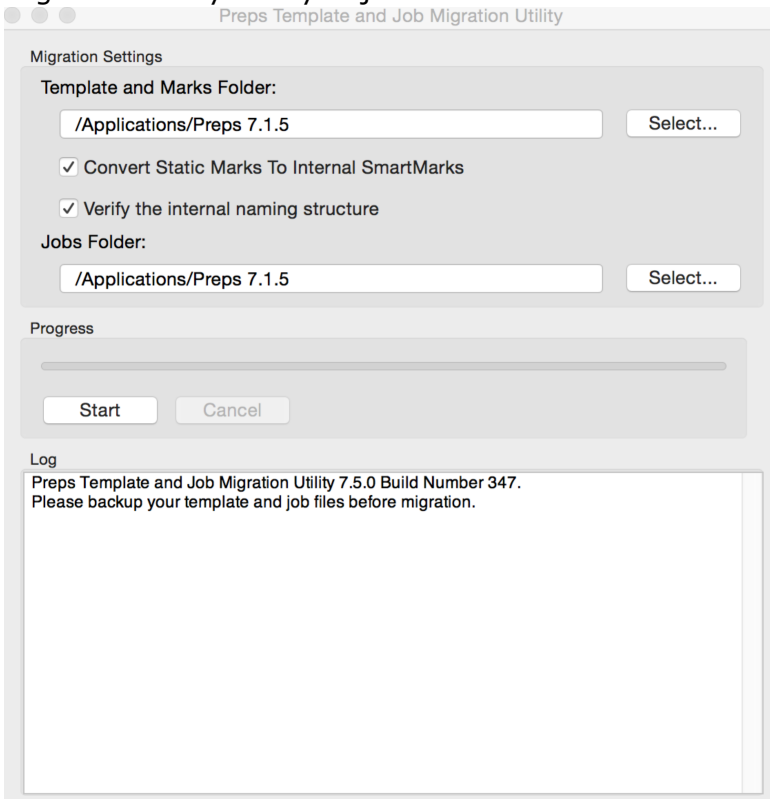 Preps Template and Job Migration Utility
Migration Settings
Template and Marks Folder:
/Applications/Preps 7.1.5
Select...
Convert Static Marks To Internal SmartMarks
Verify the internal naming structure
Jobs Folder:
/Applications/Preps 7.1.5
Select...
Progress
Start Cancel
Log
Preps Template and Job Migration Utility 7.5.0 Build Number 347.
Please backup your template and job files before migration.